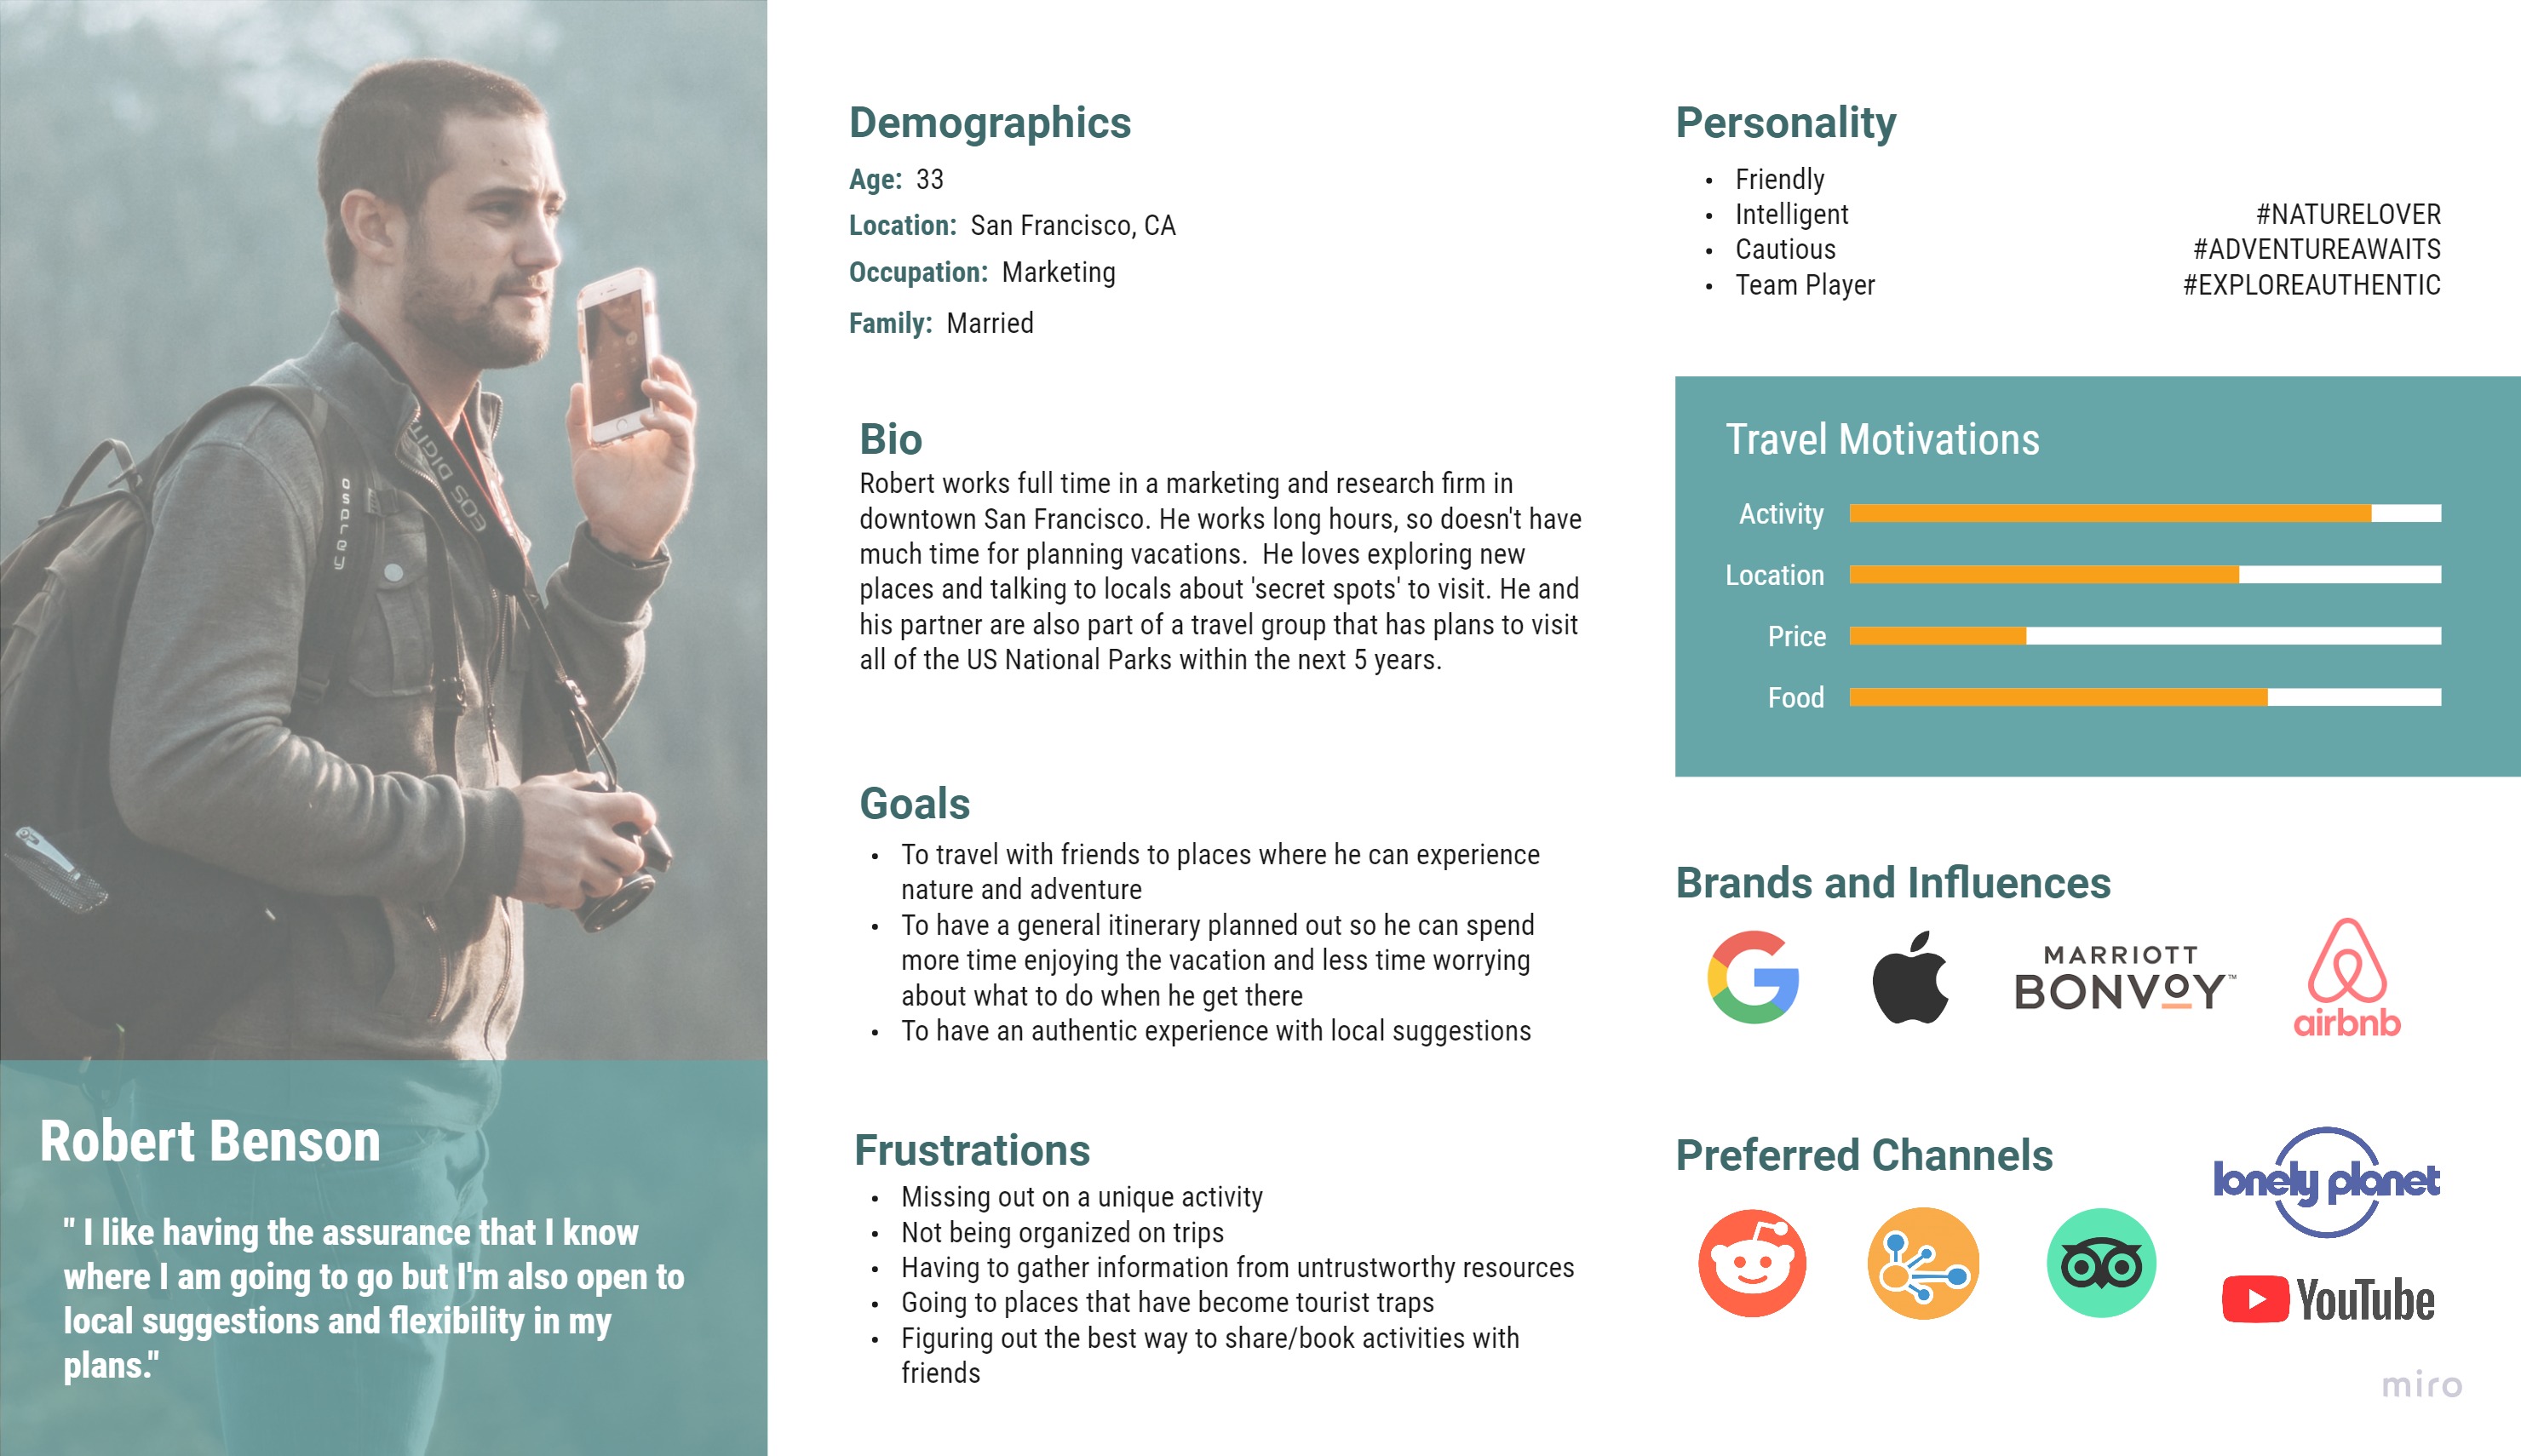 EOS DIGIT
osprey
Robert Benson
" I like having the assurance that I know
where I am going to go but I'm also open to
local suggestions and flexibility in my
plans."
Demographics
Age: 33
Location: San Francisco, CA
Occupation: Marketing
Family: Married
Bio
Robert works full time in a marketing and research firm in
downtown San Francisco. He works long hours, so doesn't have
much time for planning vacations.  He loves exploring new
places and talking to locals about 'secret spots' to visit. He and
his partner are also part of a travel group that has plans to visit
all of the US National Parks within the next 5 years.
Goals
• To travel with friends to places where he can experience
nature and adventure
• To have a general itinerary planned out so he can spend
more time enjoying the vacation and less time worrying
about what to do when he get there
• To have an authentic experience with local suggestions
Frustrations
• Missing out on a unique activity
• Not being organized on trips
• Having to gather information from untrustworthy resources
• Going to places that have become tourist traps
• Figuring out the best way to share/book activities with
friends
Personality
• Friendly
• Intelligent
• Cautious
• Team Player
#NATURELOVER
#ADVENTUREAWAITS
#EXPLOREAUTHENTIC
Travel Motivations
Activity
Location
Price
Food
Brands and Influences
G
MARRIOTT
BONVOY™
airbnb
Preferred Channels
lonely planet
YouTube
miro